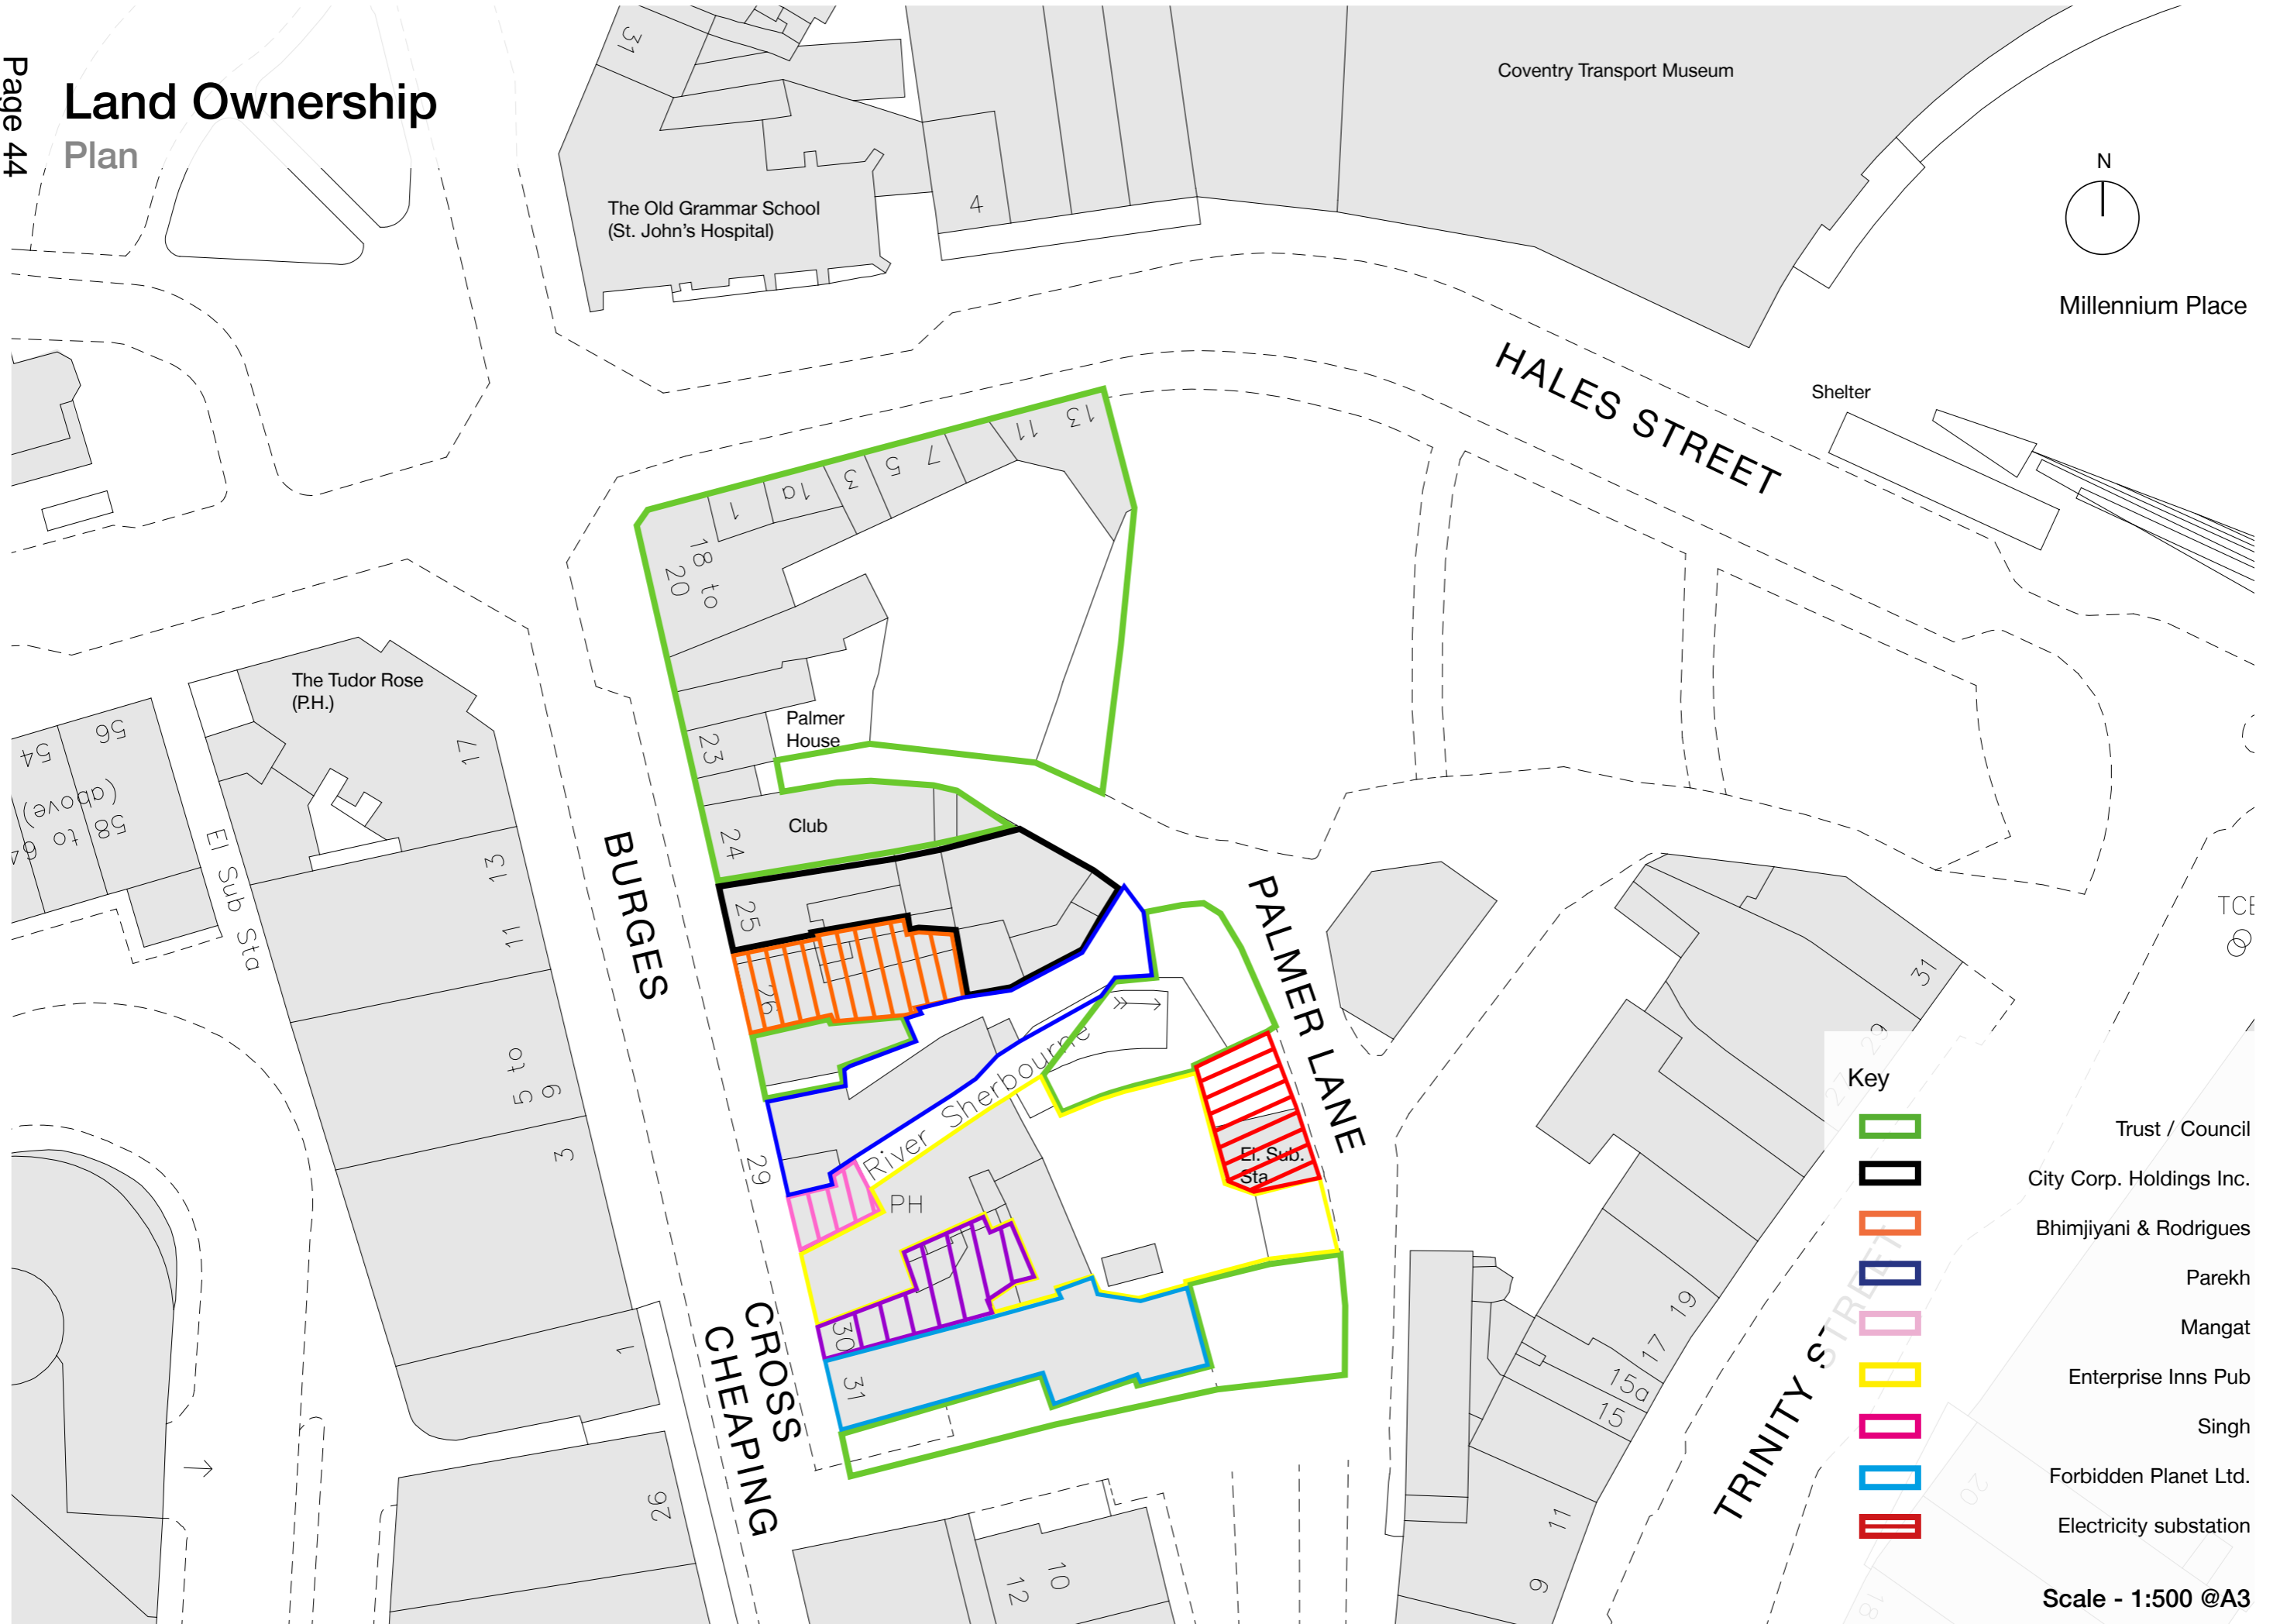 Page 44
Land Ownership
Plan
31
Coventry Transport Museum
The Old Grammar School
(St. John's Hospital)
4
N
Millennium Place
HALES STREET
Shelter
13
11
7
5
3
1a
1
18 to
20
The Tudor Rose
(P.H.)
17
56
54
(above)
58 to 64
El Sub Sta
Palmer
House
23
Club
24
BURGES
25
26
PALMER LANE
13
11
5 to 9
3
1
River Sherbourne
29
PH
El. Sub.
Sta
30
31
CROSS
CHEAPING
26
10
12
31
29
27
19
17
15a
15
11
9
TRINITY STREET
20
18
Key
Trust / Council
City Corp. Holdings Inc.
Bhimjiyani & Rodrigues
Parekh
Mangat
Enterprise Inns Pub
Singh
Forbidden Planet Ltd.
Electricity substation
Scale - 1:500 @A3